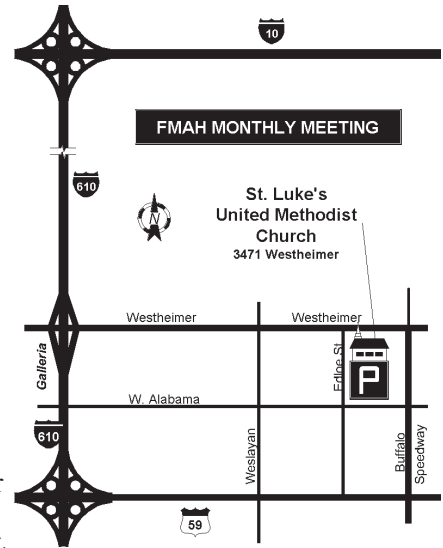 10
FMAH MONTHLY MEETING
610
N
St. Luke's
United Methodist
Church
3471 Westheimer
Westheimer
Westheimer
Galleria
Edloe St
P
W. Alabama
610
Weslayan
Buffalo
Speedway
59